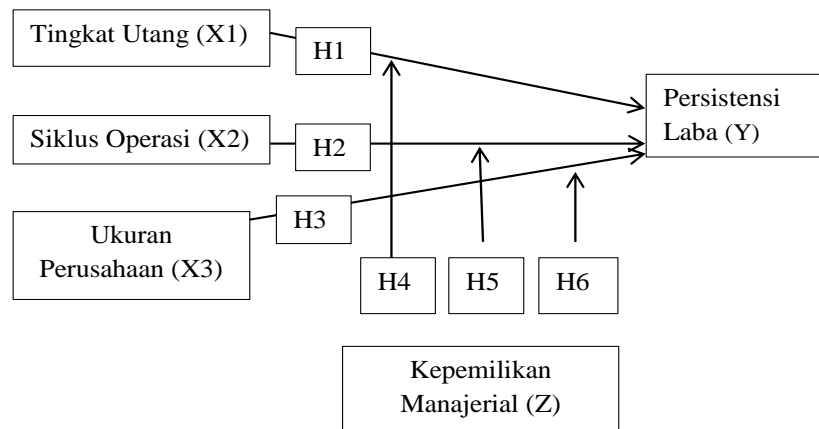 Tingkat Utang (X1)
H1
Persistensi
Laba (Y)
Siklus Operasi (X2)
H2
H3
Ukuran
Perusahaan (X3)
H4
H5
H6
Kepemilikan
Manajerial (Z)